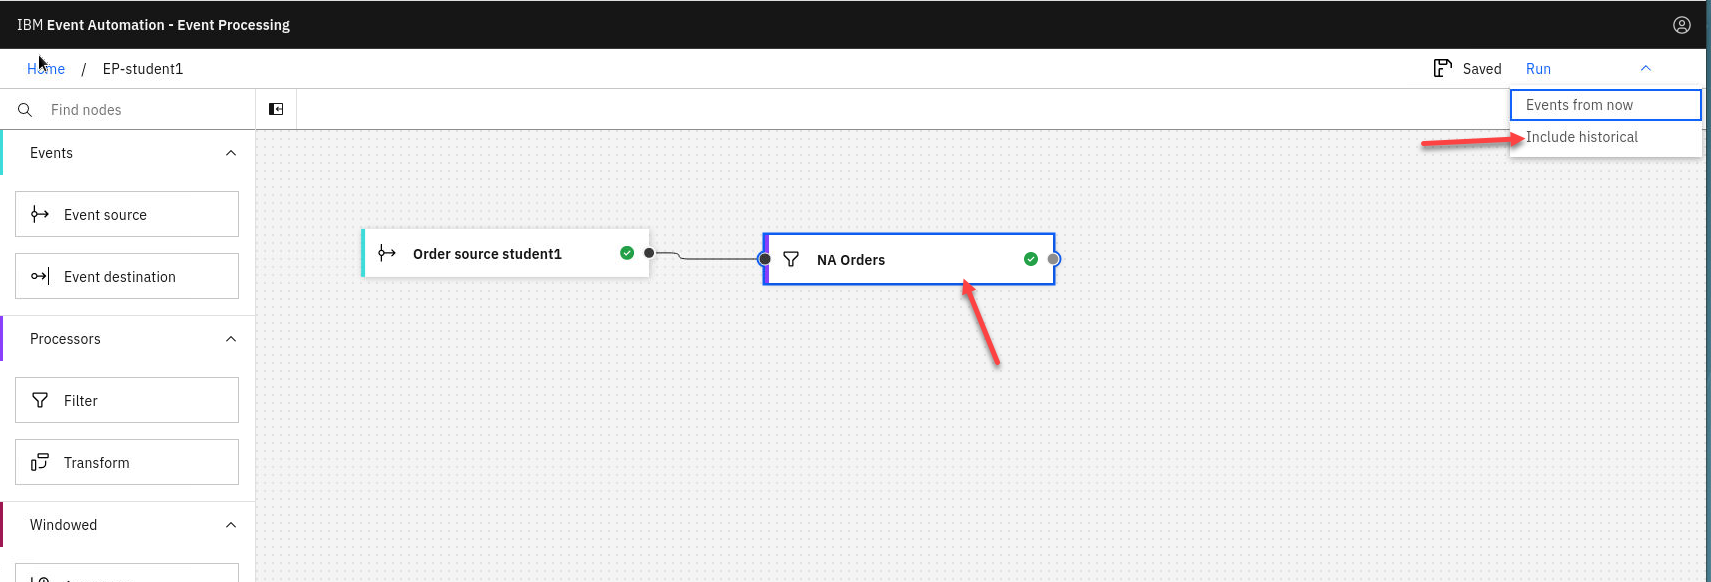 IBM Event Automation - Event Processing
Home / EP-student1
Saved
Run
Find nodes
Events from now
Include historical
Events
Event source
Event destination
Order source student1
NA Orders
Processors
Filter
Transform
Windowed